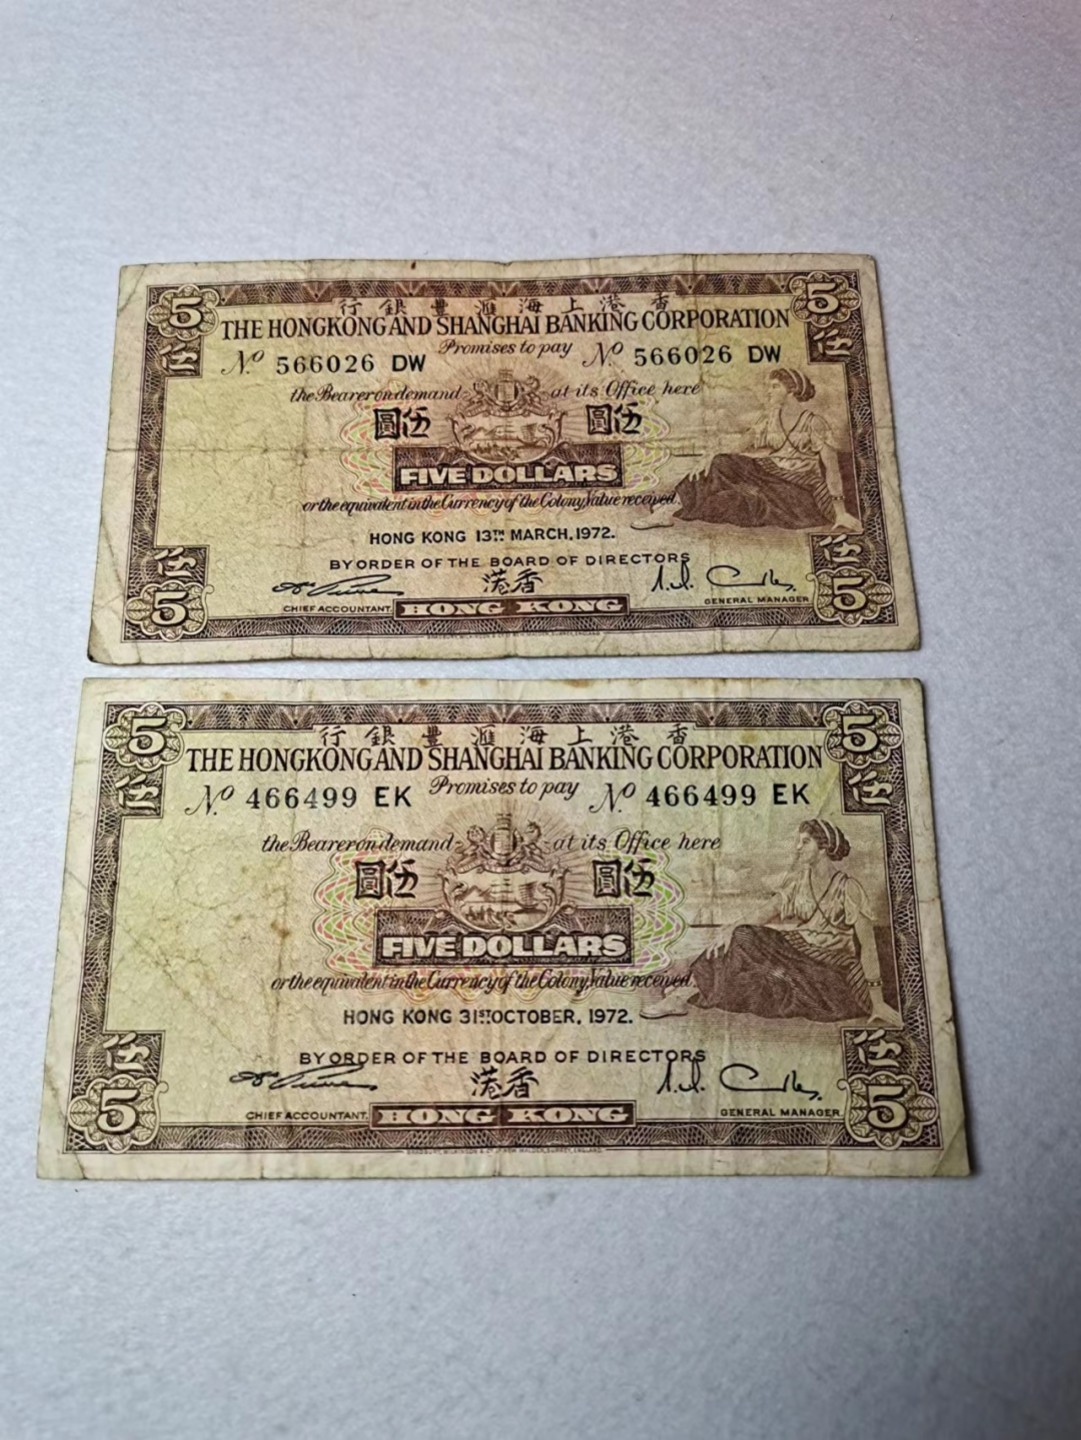 5 行銀豐滙海上港香 5
THE HONGKONG AND SHANGHAI BANKING CORPORATION
伍 伍
Promises to pay
No 566026 DW No 566026 DW
the Bearer on demand at its Office here
圓伍 圓伍
FIVE DOLLARS
or the equivalent in the Currency of the Colony, Value received
HONG KONG 13TH MARCH, 1972.
BY ORDER OF THE BOARD OF DIRECTORS
伍 港香 伍
CHIEF ACCOUNTANT. HONG KONG GENERAL MANAGER
5 5
5 行銀豐滙海上港香 5
THE HONGKONG AND SHANGHAI BANKING CORPORATION
伍 伍
Promises to pay
No 466499 EK No 466499 EK
the Bearer on demand at its Office here
圓伍 圓伍
FIVE DOLLARS
or the equivalent in the Currency of the Colony, Value received
HONG KONG 31ST OCTOBER, 1972.
BY ORDER OF THE BOARD OF DIRECTORS
伍 港香 伍
CHIEF ACCOUNTANT. HONG KONG GENERAL MANAGER
5 5